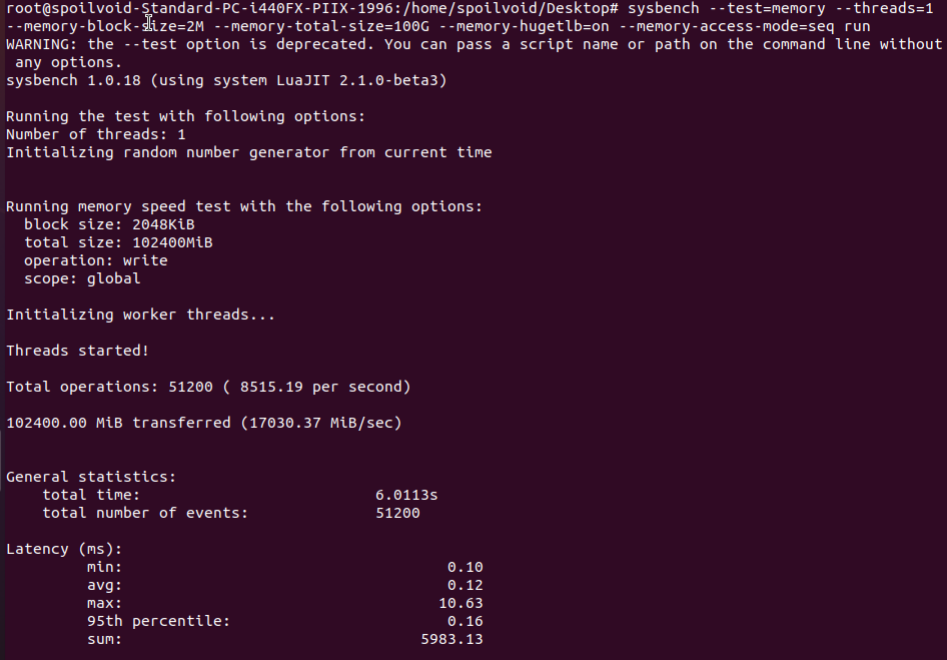 root@spoilvoid-Standard-PC-i440FX-PIIX-1996:/home/spoilvoid/Desktop# sysbench --test=memory --threads=1
--memory-block-size=2M --memory-total-size=100G --memory-hugetlb=on --memory-access-mode=seq run
WARNING: the --test option is deprecated. You can pass a script name or path on the command line without
any options.
sysbench 1.0.18 (using system LuaJIT 2.1.0-beta3)
Running the test with following options:
Number of threads: 1
Initializing random number generator from current time
Running memory speed test with the following options:
block size: 2048KiB
total size: 102400MiB
operation: write
scope: global
Initializing worker threads...
Threads started!
Total operations: 51200 ( 8515.19 per second)
102400.00 MiB transferred (17030.37 MiB/sec)
General statistics:
total time: 6.0113s
total number of events: 51200
Latency (ms):
min: 0.10
avg: 0.12
max: 10.63
95th percentile: 0.16
sum: 5983.13